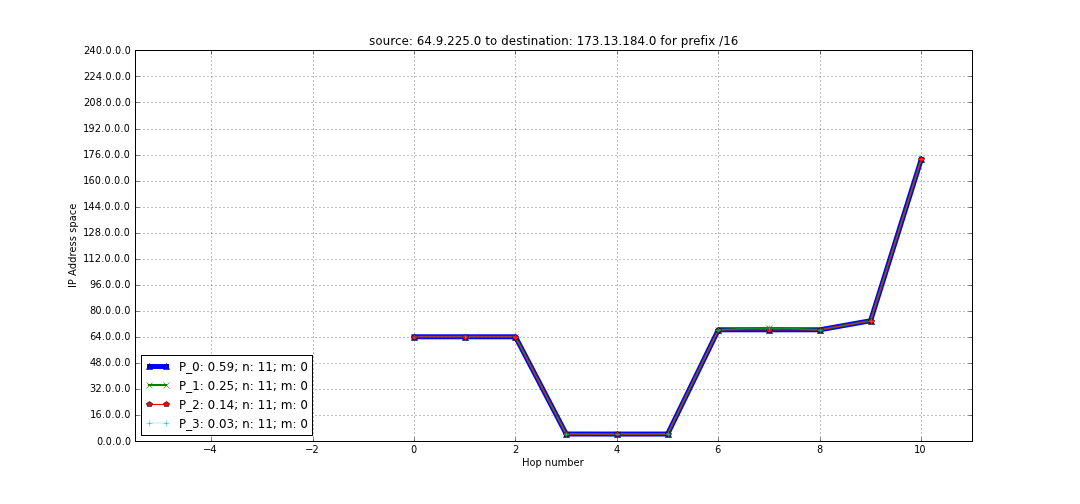 source: 64.9.225.0 to destination: 173.13.184.0 for prefix /16
240.0.0.0
224.0.0.0
208.0.0.0
192.0.0.0
176.0.0.0
160.0.0.0
144.0.0.0
128.0.0.0
112.0.0.0
96.0.0.0
80.0.0.0
64.0.0.0
48.0.0.0
32.0.0.0
16.0.0.0
0.0.0.0
IP Address space
P_0: 0.59; n: 11; m: 0
P_1: 0.25; n: 11; m: 0
P_2: 0.14; n: 11; m: 0
P_3: 0.03; n: 11; m: 0
−4 −2 0 2 4 6 8 10
Hop number